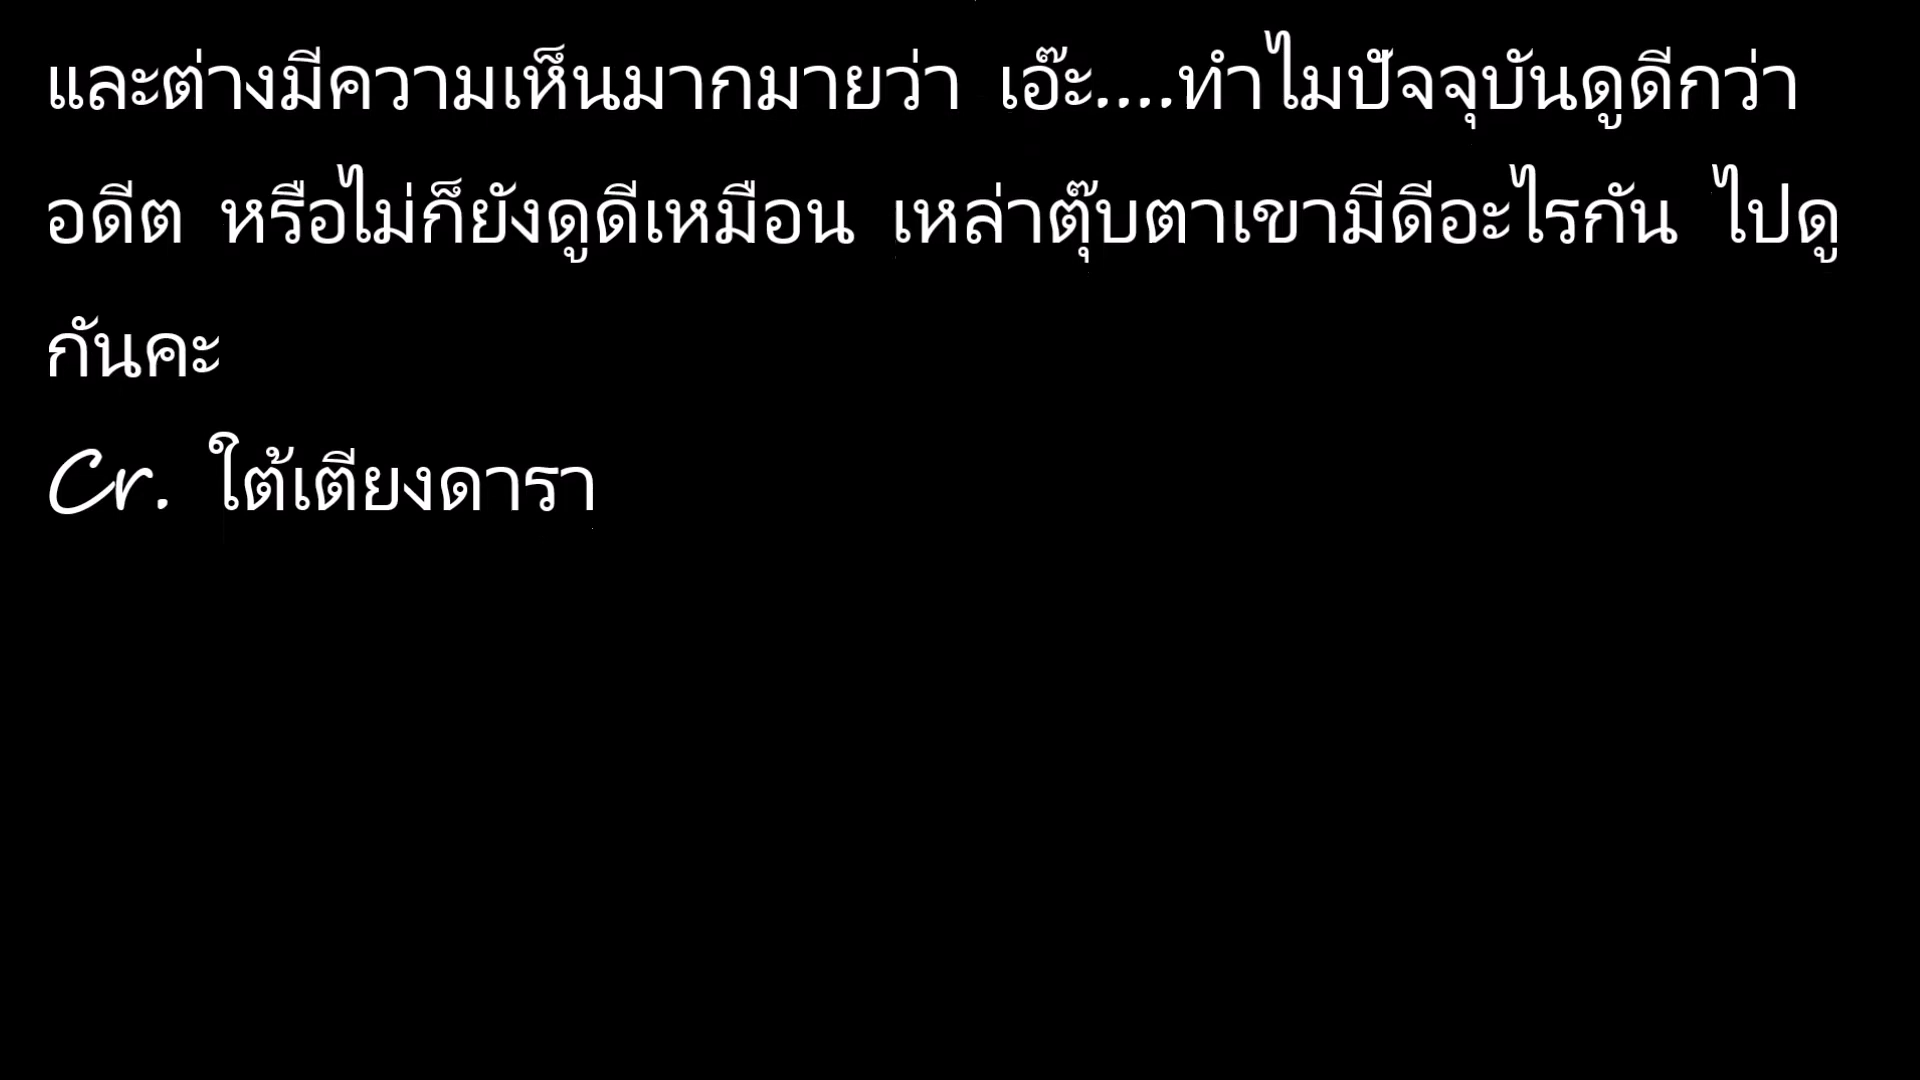 และต่างมีความเห็นมากมายว่า เอ๊ะ....ทำไมปัจจุบันดูดีกว่า
อดีต หรือไม่ก็ยังดูดีเหมือน เหล่าตุ๊บตาเขามีดีอะไรกัน ไปดู
กันคะ
Cr. ใต้เตียงดารา